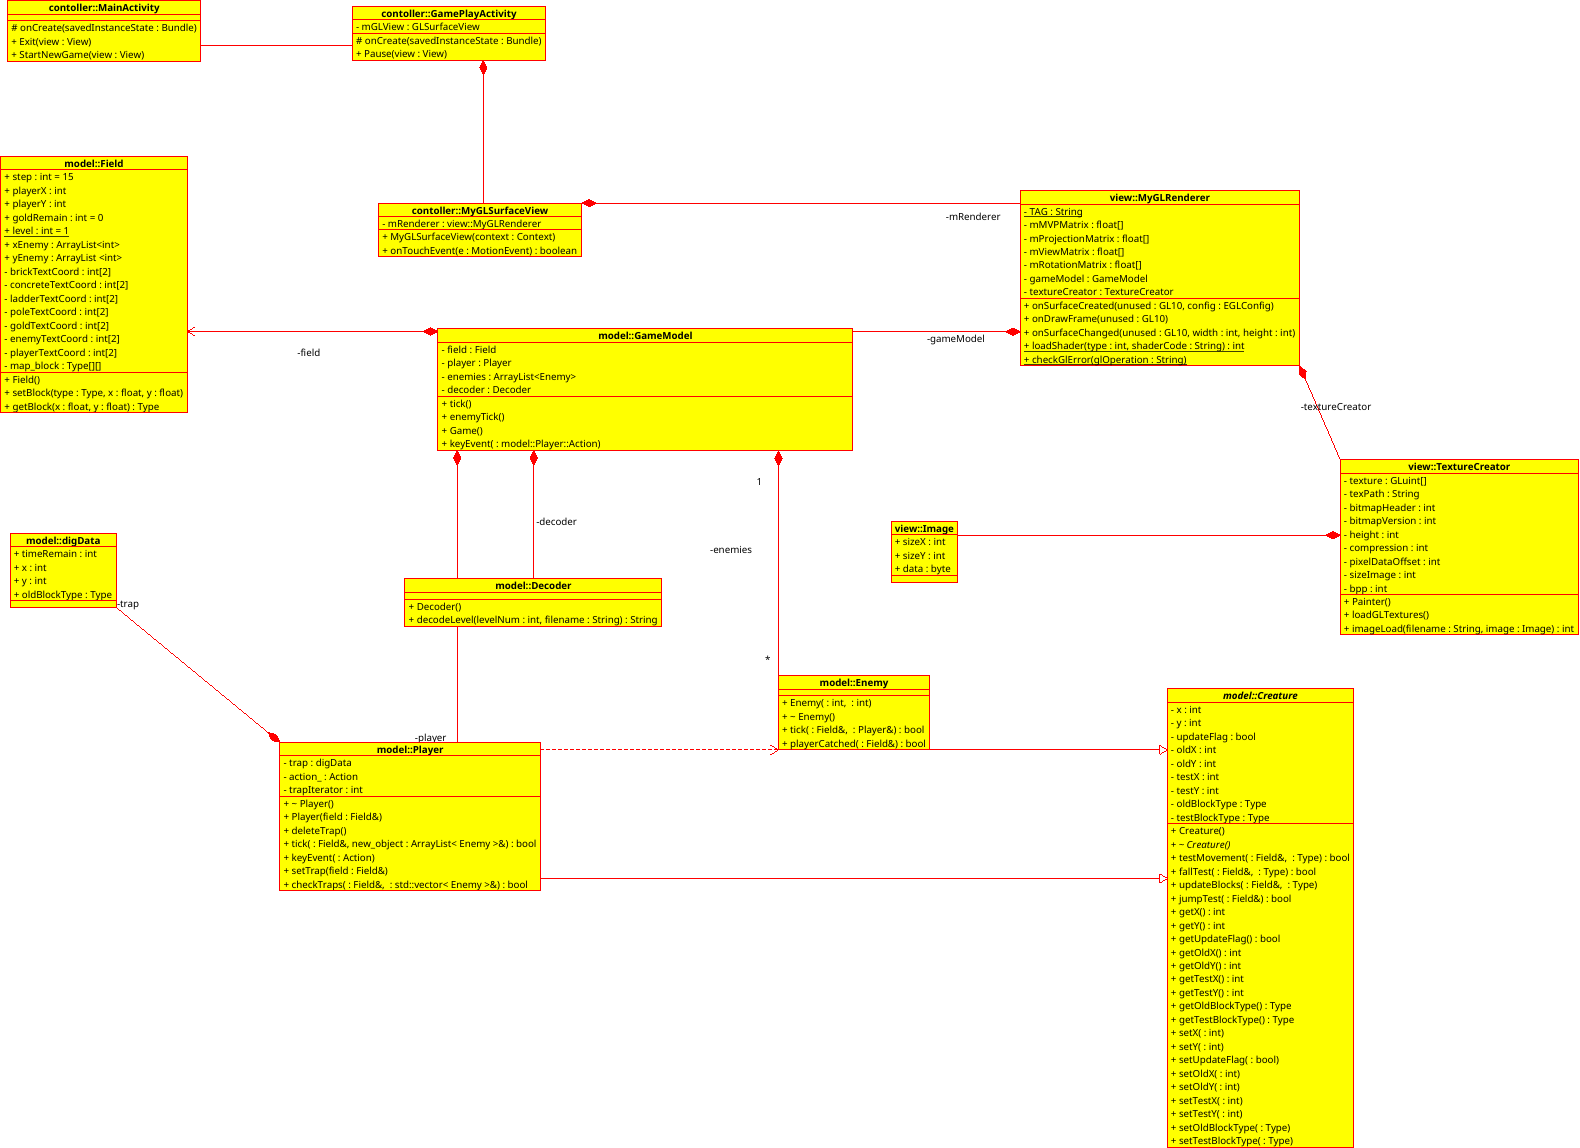 contoller::MainActivity
# onCreate(savedInstanceState : Bundle)
+ Exit(view : View)
+ StartNewGame(view : View)
contoller::GamePlayActivity
- mGLView : GLSurfaceView
# onCreate(savedInstanceState : Bundle)
+ Pause(view : View)
model::Field
+ step : int = 15
+ playerX : int
+ playerY : int
+ goldRemain : int = 0
+ level : int = 1
+ xEnemy : ArrayList<int>
+ yEnemy : ArrayList <int>
- brickTextCoord : int[2]
- concreteTextCoord : int[2]
- ladderTextCoord : int[2]
- poleTextCoord : int[2]
- goldTextCoord : int[2]
- enemyTextCoord : int[2]
- playerTextCoord : int[2]
- map_block : Type[][]
+ Field()
+ setBlock(type : Type, x : float, y : float)
+ getBlock(x : float, y : float) : Type
contoller::MyGLSurfaceView
- mRenderer : view::MyGLRenderer
+ MyGLSurfaceView(context : Context)
+ onTouchEvent(e : MotionEvent) : boolean
-mRenderer
view::MyGLRenderer
- TAG : String
- mMVPMatrix : float[]
- mProjectionMatrix : float[]
- mViewMatrix : float[]
- mRotationMatrix : float[]
- gameModel : GameModel
- textureCreator : TextureCreator
+ onSurfaceCreated(unused : GL10, config : EGLConfig)
+ onDrawFrame(unused : GL10)
+ onSurfaceChanged(unused : GL10, width : int, height : int)
+ loadShader(type : int, shaderCode : String) : int
+ checkGlError(glOperation : String)
-field
model::GameModel
- field : Field
- player : Player
- enemies : ArrayList<Enemy>
- decoder : Decoder
+ tick()
+ enemyTick()
+ Game()
+ keyEvent( : model::Player::Action)
-gameModel
-textureCreator
view::TextureCreator
- texture : GLuint[]
- texPath : String
- bitmapHeader : int
- bitmapVersion : int
- height : int
- compression : int
- pixelDataOffset : int
- sizeImage : int
- bpp : int
+ Painter()
+ loadGLTextures()
+ imageLoad(filename : String, image : Image) : int
1
-decoder
-enemies
*
view::Image
+ sizeX : int
+ sizeY : int
+ data : byte
model::digData
+ timeRemain : int
+ x : int
+ y : int
+ oldBlockType : Type
-trap
model::Decoder
+ Decoder()
+ decodeLevel(levelNum : int, filename : String) : String
model::Enemy
+ Enemy( : int,  : int)
+ ~ Enemy()
+ tick( : Field&,  : Player&) : bool
+ playerCatched( : Field&) : bool
-player
model::Player
- trap : digData
- action_ : Action
- trapIterator : int
+ ~ Player()
+ Player(field : Field&)
+ deleteTrap()
+ tick( : Field&, new_object : ArrayList< Enemy >&) : bool
+ keyEvent( : Action)
+ setTrap(field : Field&)
+ checkTraps( : Field&,  : std::vector< Enemy >&) : bool
model::Creature
- x : int
- y : int
- updateFlag : bool
- oldX : int
- oldY : int
- testX : int
- testY : int
- oldBlockType : Type
- testBlockType : Type
+ Creature()
+ ~ Creature()
+ testMovement( : Field&,  : Type) : bool
+ fallTest( : Field&,  : Type) : bool
+ updateBlocks( : Field&,  : Type)
+ jumpTest( : Field&) : bool
+ getX() : int
+ getY() : int
+ getUpdateFlag() : bool
+ getOldX() : int
+ getOldY() : int
+ getTestX() : int
+ getTestY() : int
+ getOldBlockType() : Type
+ getTestBlockType() : Type
+ setX( : int)
+ setY( : int)
+ setUpdateFlag( : bool)
+ setOldX( : int)
+ setOldY( : int)
+ setTestX( : int)
+ setTestY( : int)
+ setOldBlockType( : Type)
+ setTestBlockType( : Type)